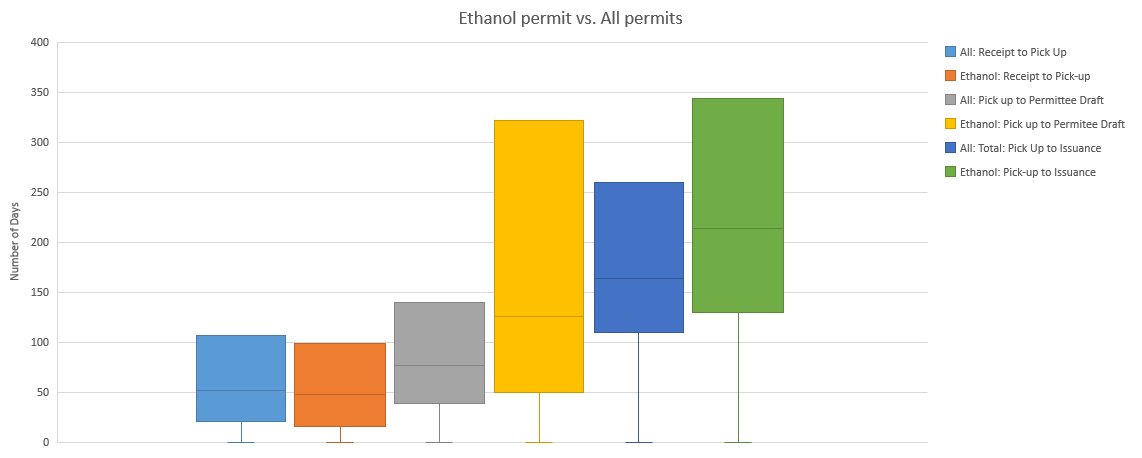 Ethanol permit vs. All permits
Number of Days
400
350
300
250
200
150
100
50
0
All: Receipt to Pick Up
Ethanol: Receipt to Pick-up
All: Pick up to Permittee Draft
Ethanol: Pick up to Permitee Draft
All: Total: Pick Up to Issuance
Ethanol: Pick-up to Issuance